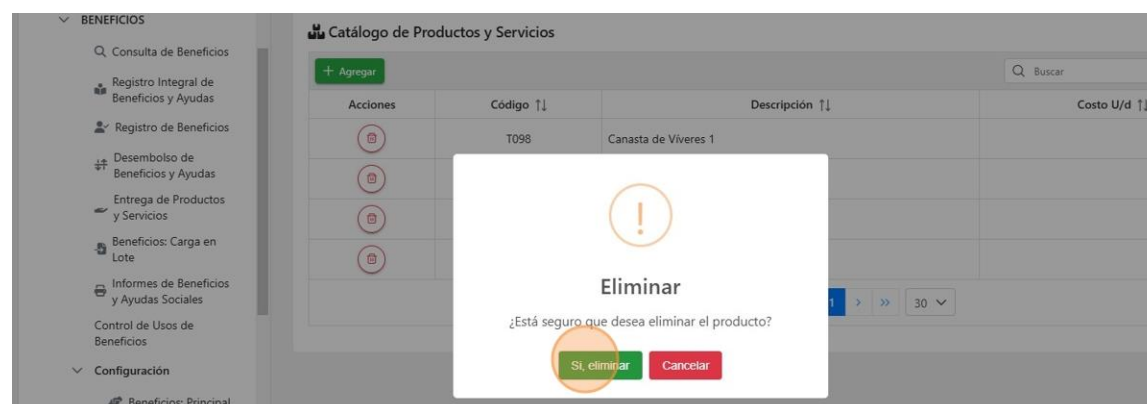 BENEFICIOS
Consulta de Beneficios
Registro Integral de
Beneficios y Ayudas
Registro de Beneficios
Desembolso de
Beneficios y Ayudas
Entrega de Productos
y Servicios
Beneficios: Carga en
Lote
Informes de Beneficios
y Ayudas Sociales
Control de Usos de
Beneficios
Configuración
Beneficios: Principal
Catálogo de Productos y Servicios
+ Agregar
Buscar
Acciones Código Descripción Costo U/d
T098 Canasta de Víveres 1
!
Eliminar
¿Está seguro que desea eliminar el producto?
Si, eliminar Cancelar
1 > >> 30